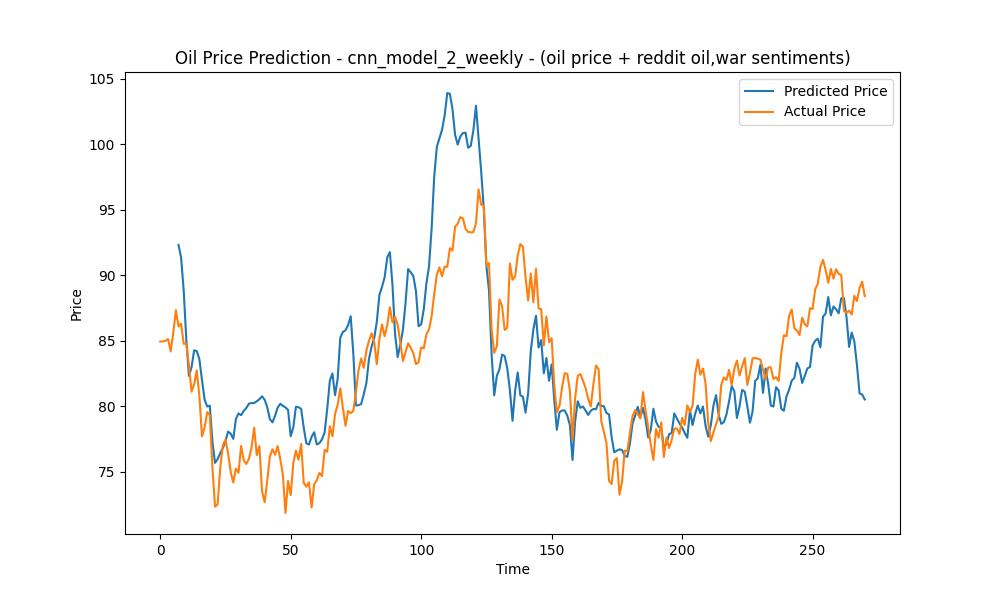 Oil Price Prediction - cnn_model_2_weekly - (oil price + reddit oil,war sentiments)
Predicted Price
Actual Price
Price
105
100
95
90
85
80
75
0 50 100 150 200 250
Time